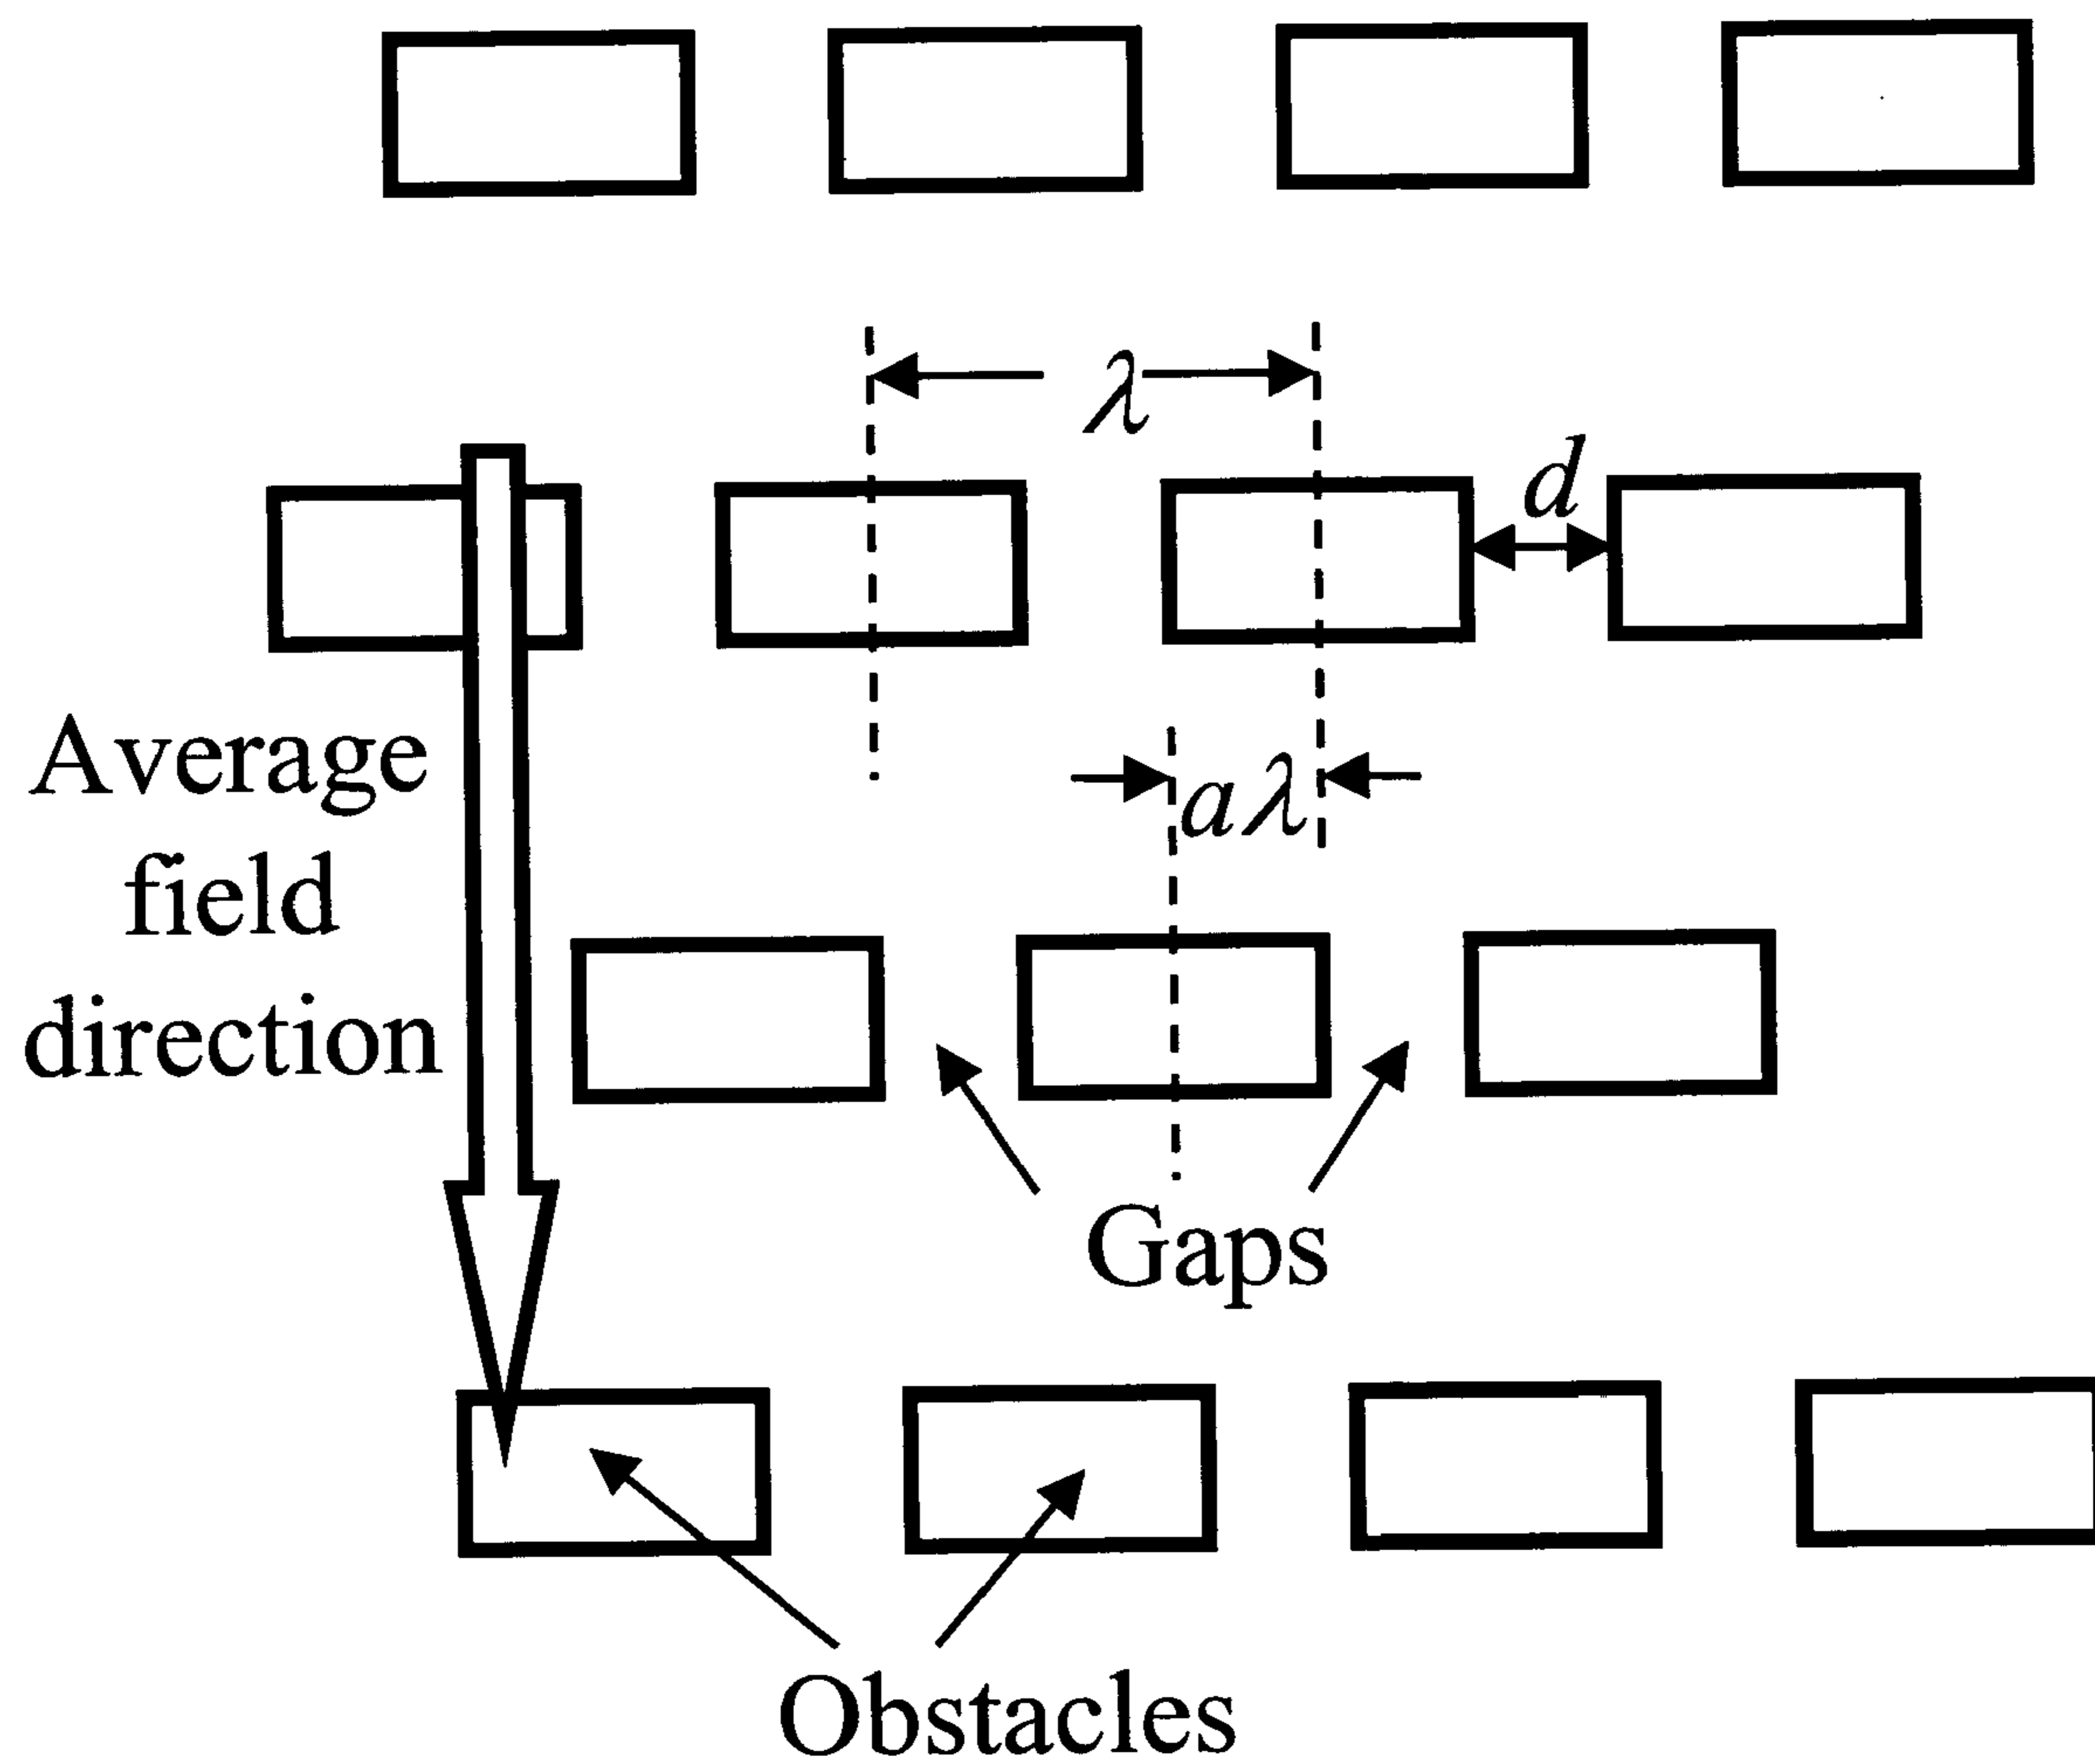 λ
d
Average
field
direction
aλ
Gaps
Obstacles